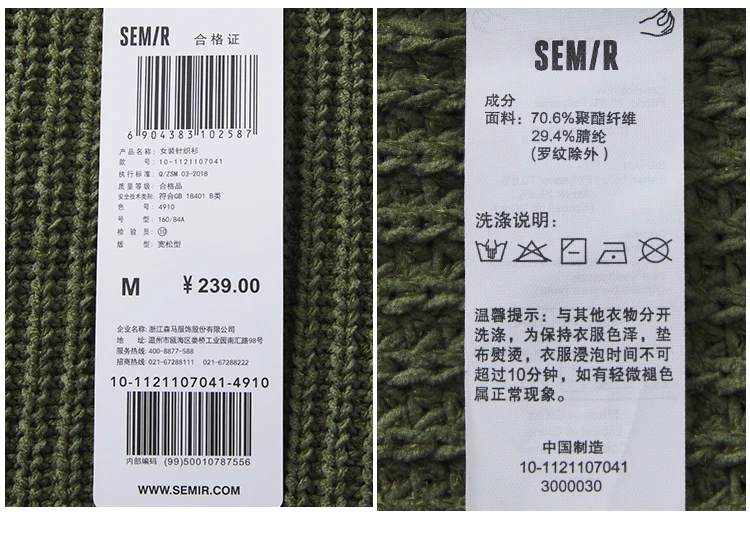 SEMIR 合格证
6 904383 102587
产品名称: 女装针织衫
款 号: 10-1121107041
执行标准: Q/ZSM 03-2018
质量等级: 合格品
安全技术类别: 符合GB 18401 B类
色 号: 4910
号 型: 160/84A
检 验 员: 10
版 型: 宽松型
M ¥239.00
企业名称: 浙江森马服饰股份有限公司
地 址: 温州市瓯海区娄桥工业园南汇路98号
服务热线: 400-8877-588
招商热线: 021-67288111 021-67288222
10-1121107041-4910
内部编码 (99)50010787556
WWW.SEMIR.COM
SEMIR
成分
面料: 70.6%聚酯纤维
29.4%腈纶
(罗纹除外)
洗涤说明:
温馨提示: 与其他衣物分开
洗涤, 为保持衣服色泽, 垫
布熨烫, 衣服浸泡时间不可
超过10分钟, 如有轻微褪色
属正常现象。
中国制造
10-1121107041
3000030